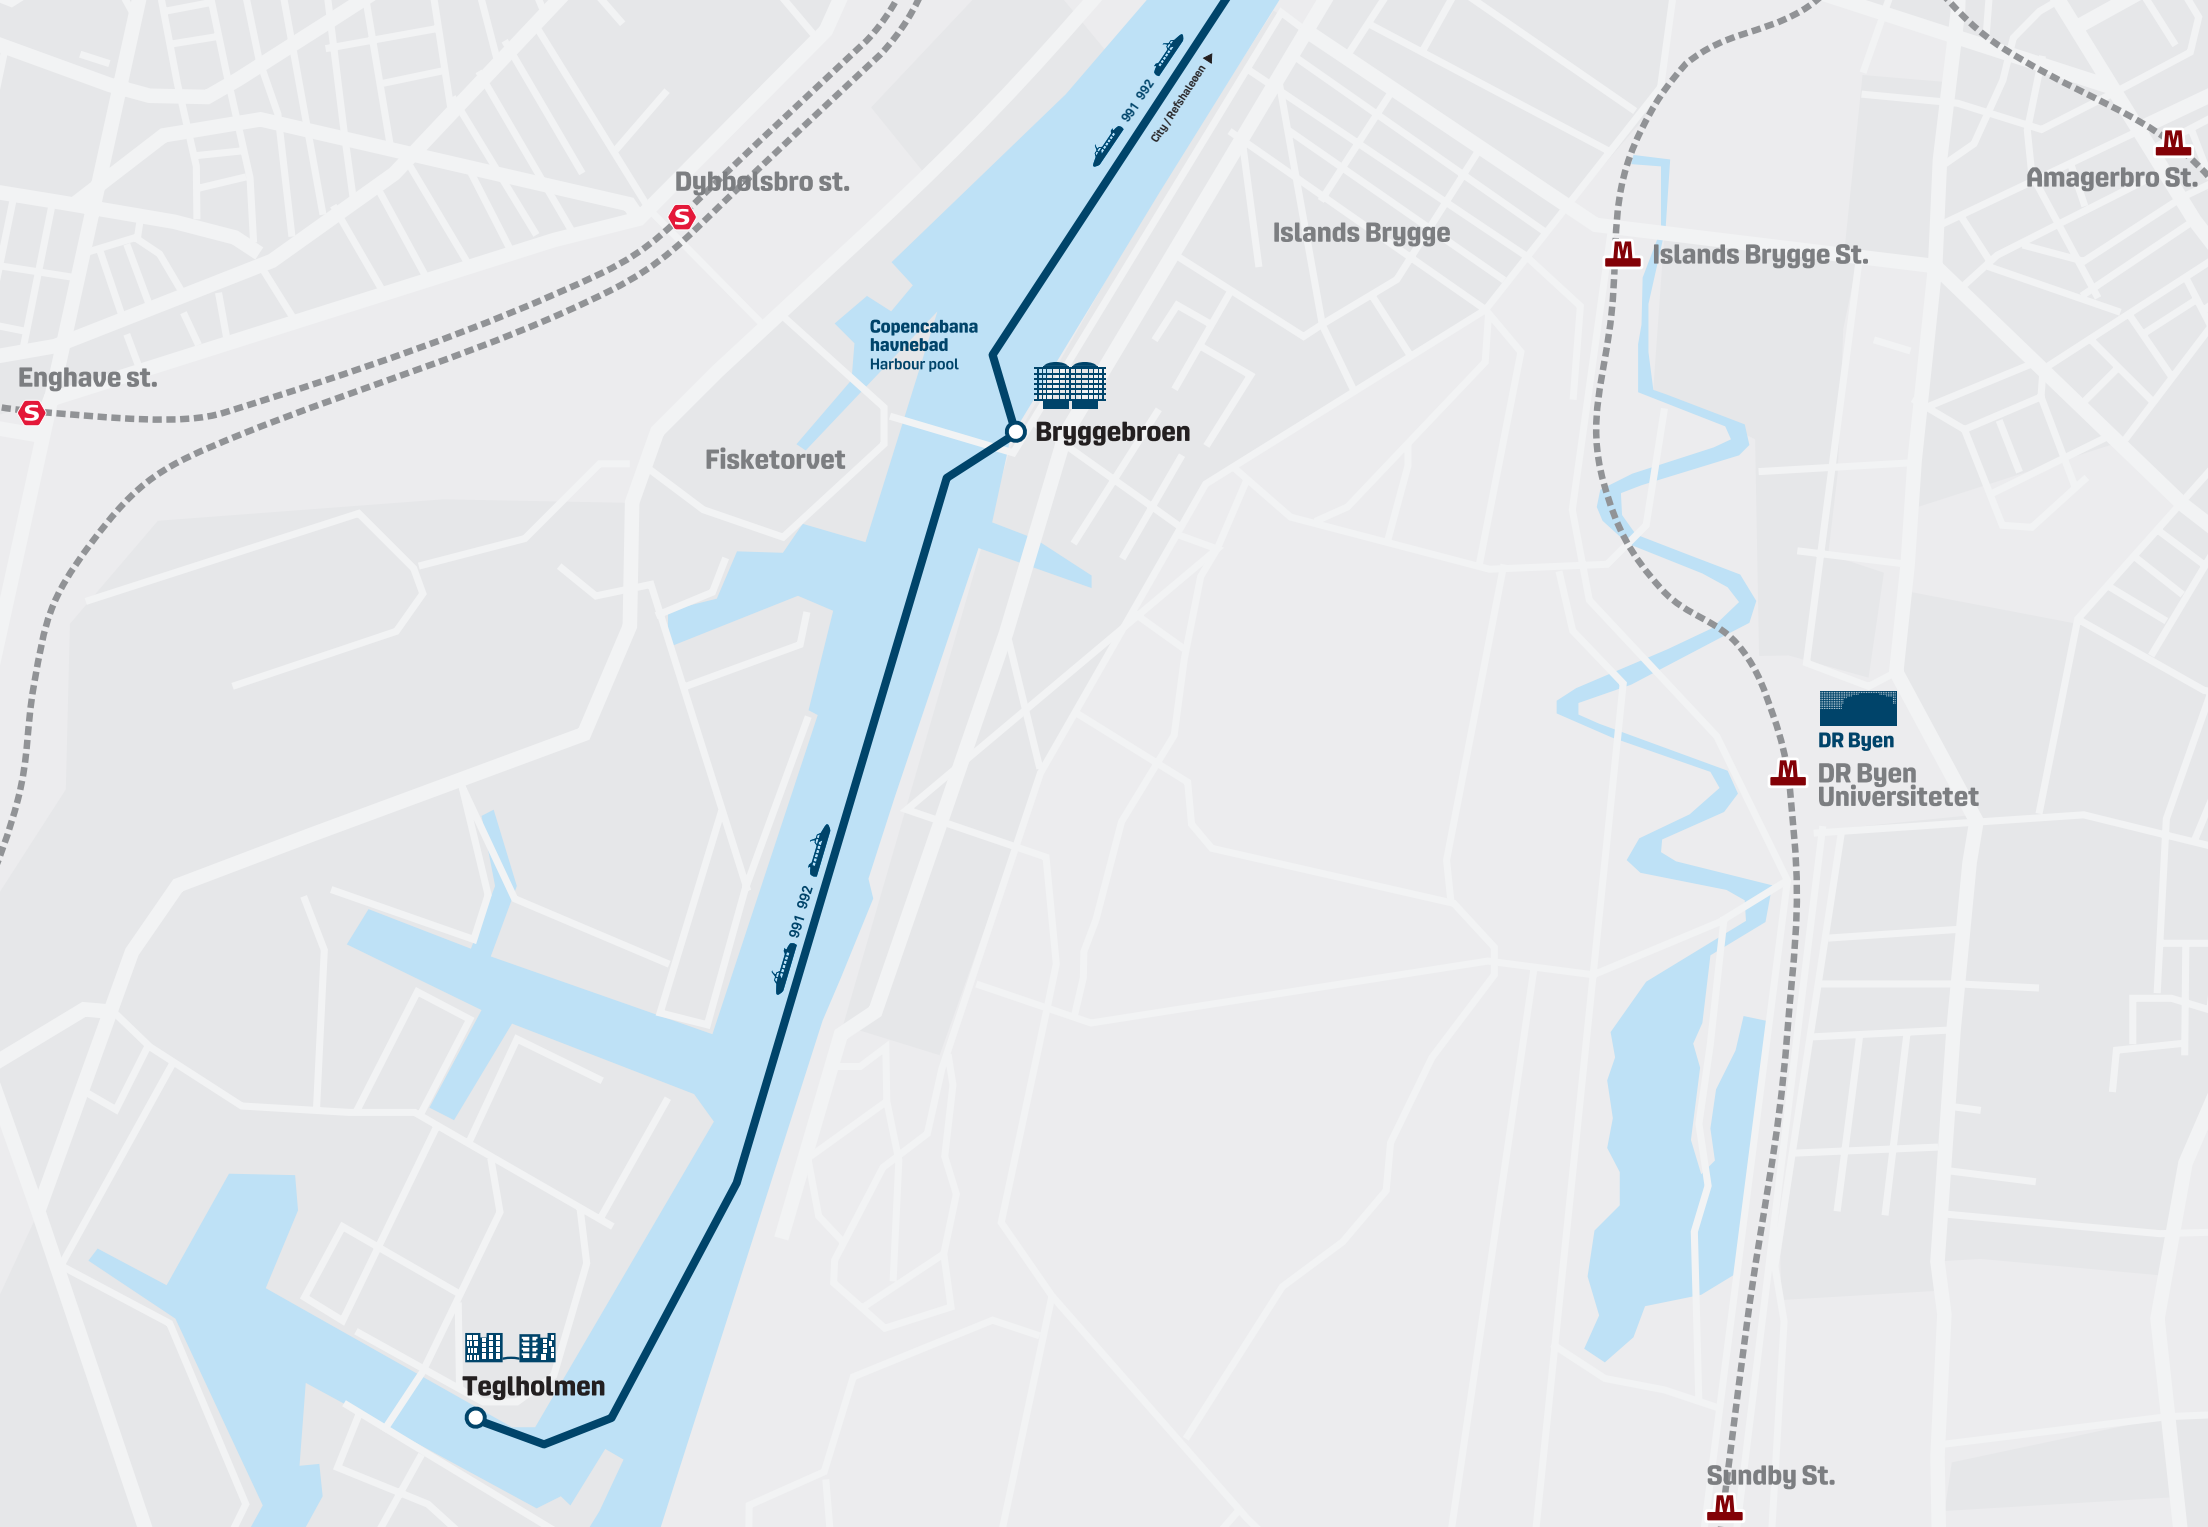 991 992
City / Refshaleøen
M
Amagerbro St.
Dybbølsbro st.
S
Islands Brygge
M
Islands Brygge St.
Copencabana
havnebad
Harbour pool
Enghave st.
S
Bryggebroen
Fisketorvet
DR Byen
M
DR Byen
Universitetet
991 992
Teglholmen
Sundby St.
M